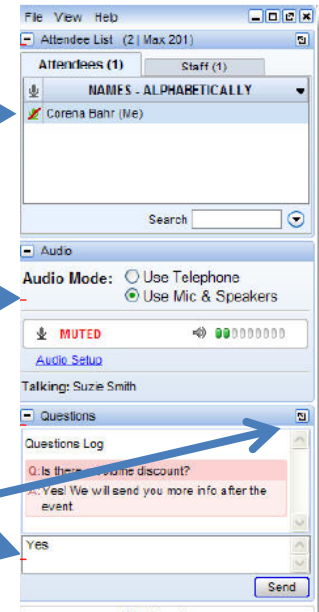 File View Help
Attendee List (2 | Max 201)
Attendees (1) Staff (1)
NAMES - ALPHABETICALLY
Corena Bahr (Me)
Search
Audio
Audio Mode: Use Telephone
Use Mic & Speakers
MUTED
Audio Setup
Talking: Suzie Smith
Questions
Questions Log
Q: Is there discount?
A: Yes! We will send you more info after the
event
Yes
Send